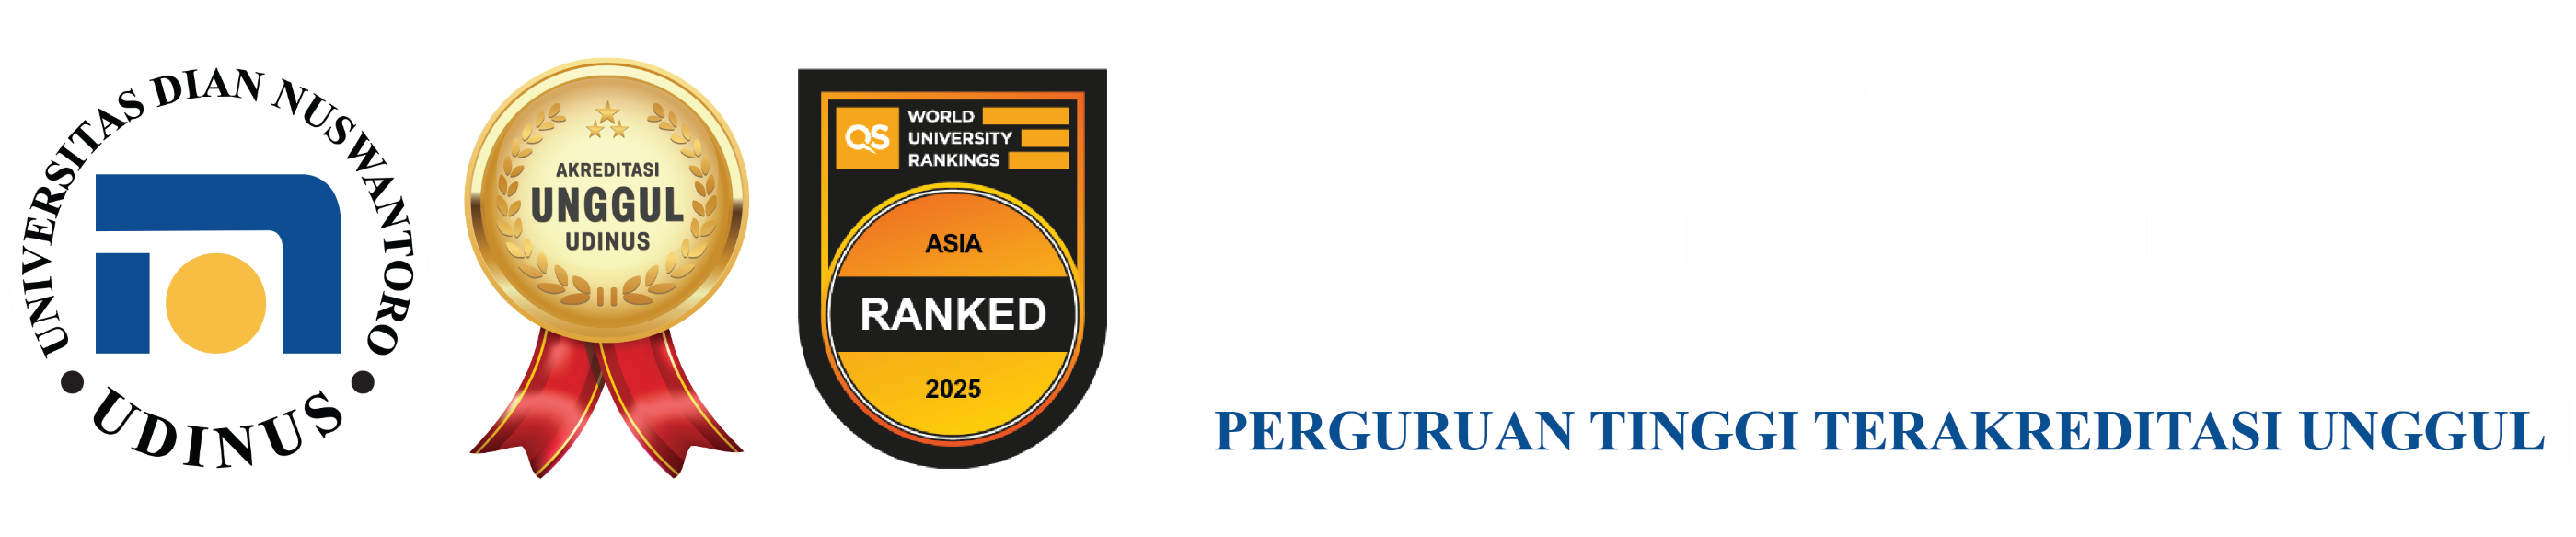 UNIVERSITAS DIAN NUSWANTORO
UDINUS
AKREDITASI
UNGGUL
UDINUS
QS
WORLD
UNIVERSITY
RANKINGS
ASIA
RANKED
2025
PERGURUAN TINGGI TERAKREDITASI UNGGUL